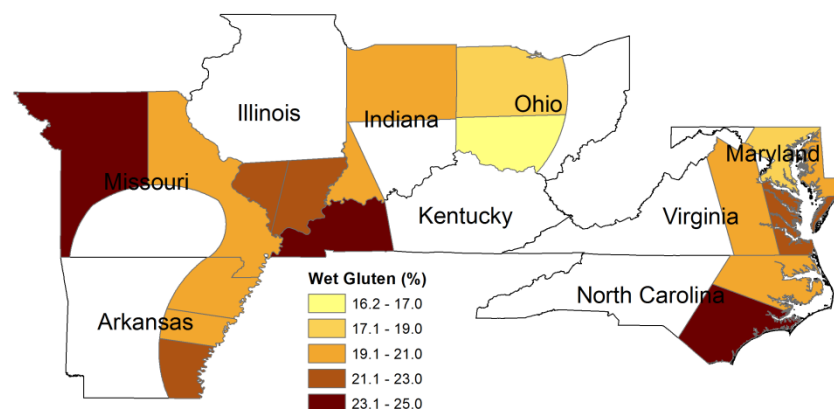 Illinois
Indiana
Ohio
Missouri
Maryland
Kentucky
Virginia
Arkansas
North Carolina
Wet Gluten (%)
16.2 - 17.0
17.1 - 19.0
19.1 - 21.0
21.1 - 23.0
23.1 - 25.0